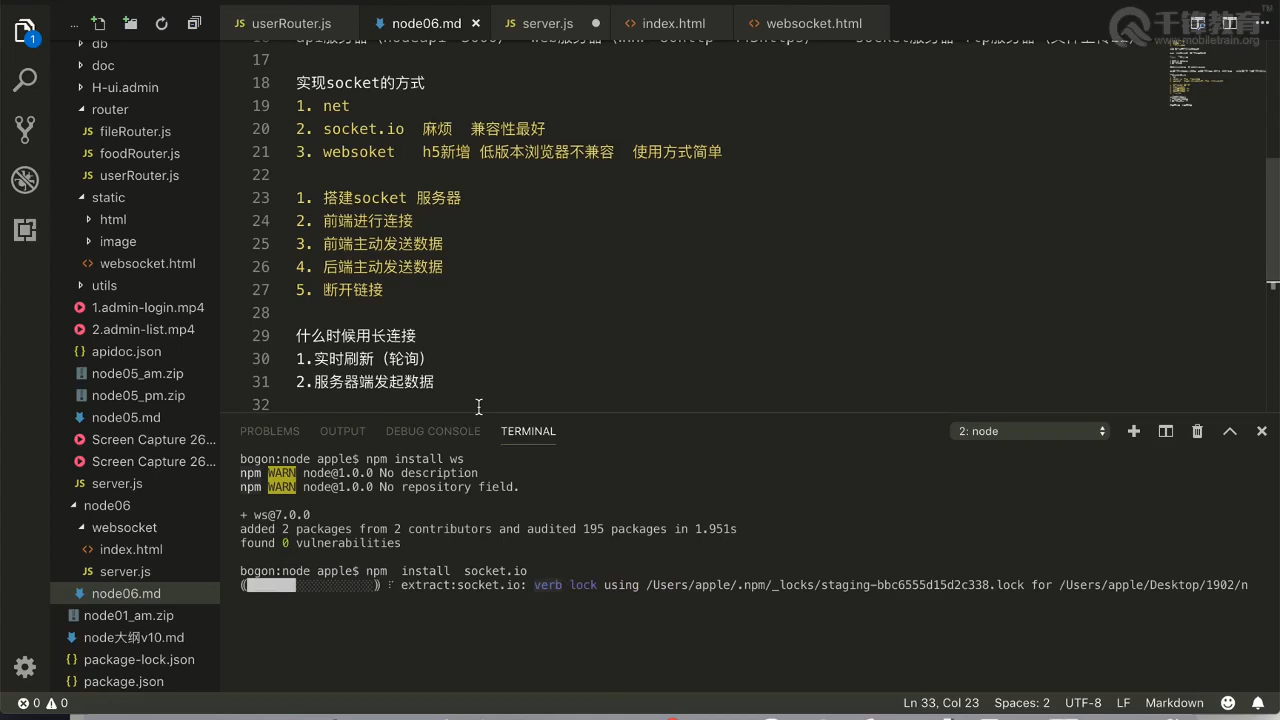 userRouter.js
node06.md
server.js
index.html
websocket.html
千锋教育
www.mobiletrain.org
1
db
doc
H-ui.admin
router
fileRouter.js
foodRouter.js
userRouter.js
static
html
image
websocket.html
utils
1.admin-login.mp4
2.admin-list.mp4
apidoc.json
node05_am.zip
node05_pm.zip
node05.md
Screen Capture 26...
Screen Capture 26...
server.js
node06
websocket
index.html
server.js
node06.md
node01_am.zip
node大纲v10.md
package-lock.json
package.json
17
18 实现socket的方式
19 1. net
20 2. socket.io 麻烦 兼容性最好
21 3. websoket h5新增 低版本浏览器不兼容 使用方式简单
22
23 1. 搭建socket 服务器
24 2. 前端进行连接
25 3. 前端主动发送数据
26 4. 后端主动发送数据
27 5. 断开链接
28
29 什么时候用长连接
30 1.实时刷新（轮询）
31 2.服务器端发起数据
32
PROBLEMS OUTPUT DEBUG CONSOLE TERMINAL
2: node
bogon:node apple$ npm install ws
npm WARN node@1.0.0 No description
npm WARN node@1.0.0 No repository field.
+ ws@7.0.0
added 2 packages from 2 contributors and audited 195 packages in 1.951s
found 0 vulnerabilities
bogon:node apple$ npm install socket.io
extract:socket.io: verb lock using /Users/apple/.npm/_locks/staging-bbc6555d15d2c338.lock for /Users/apple/Desktop/1902/n
0 0
Ln 33, Col 23 Spaces: 2 UTF-8 LF Markdown